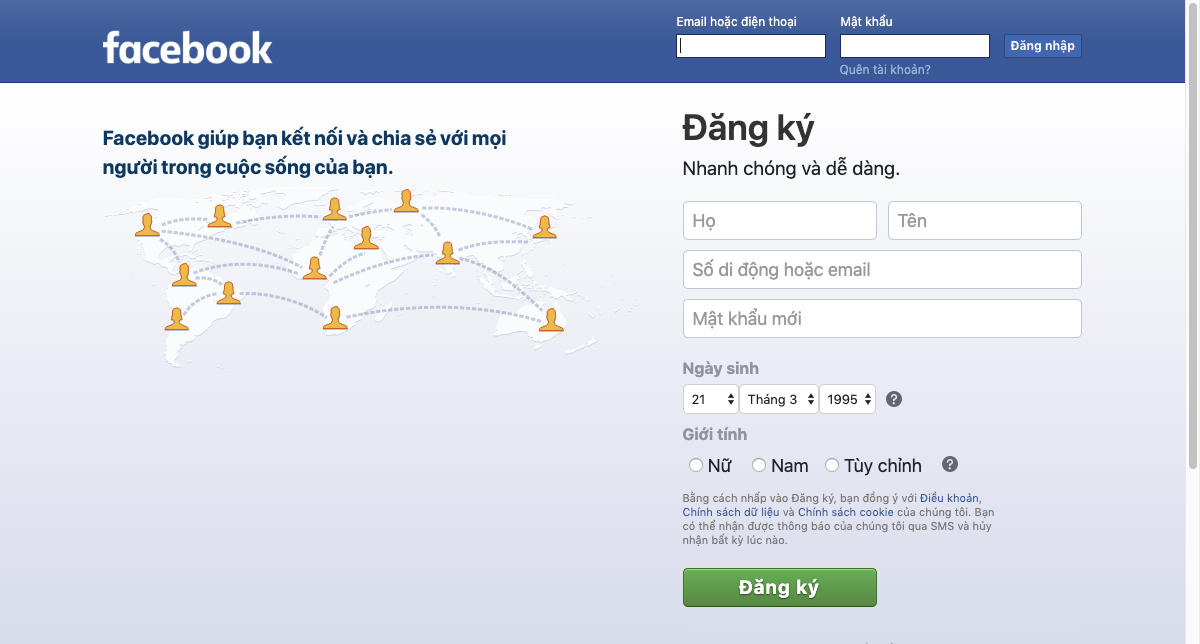 facebook
Email hoặc điện thoại
Mật khẩu
Đăng nhập
Quên tài khoản?
Facebook giúp bạn kết nối và chia sẻ với mọi
người trong cuộc sống của bạn.
Đăng ký
Nhanh chóng và dễ dàng.
Họ
Tên
Số di động hoặc email
Mật khẩu mới
Ngày sinh
21 Tháng 3 1995 ?
Giới tính
Nữ Nam Tùy chỉnh ?
Bằng cách nhấp vào Đăng ký, bạn đồng ý với Điều khoản,
Chính sách dữ liệu và Chính sách cookie của chúng tôi. Bạn
có thể nhận được thông báo của chúng tôi qua SMS và hủy
nhận bất kỳ lúc nào.
Đăng ký